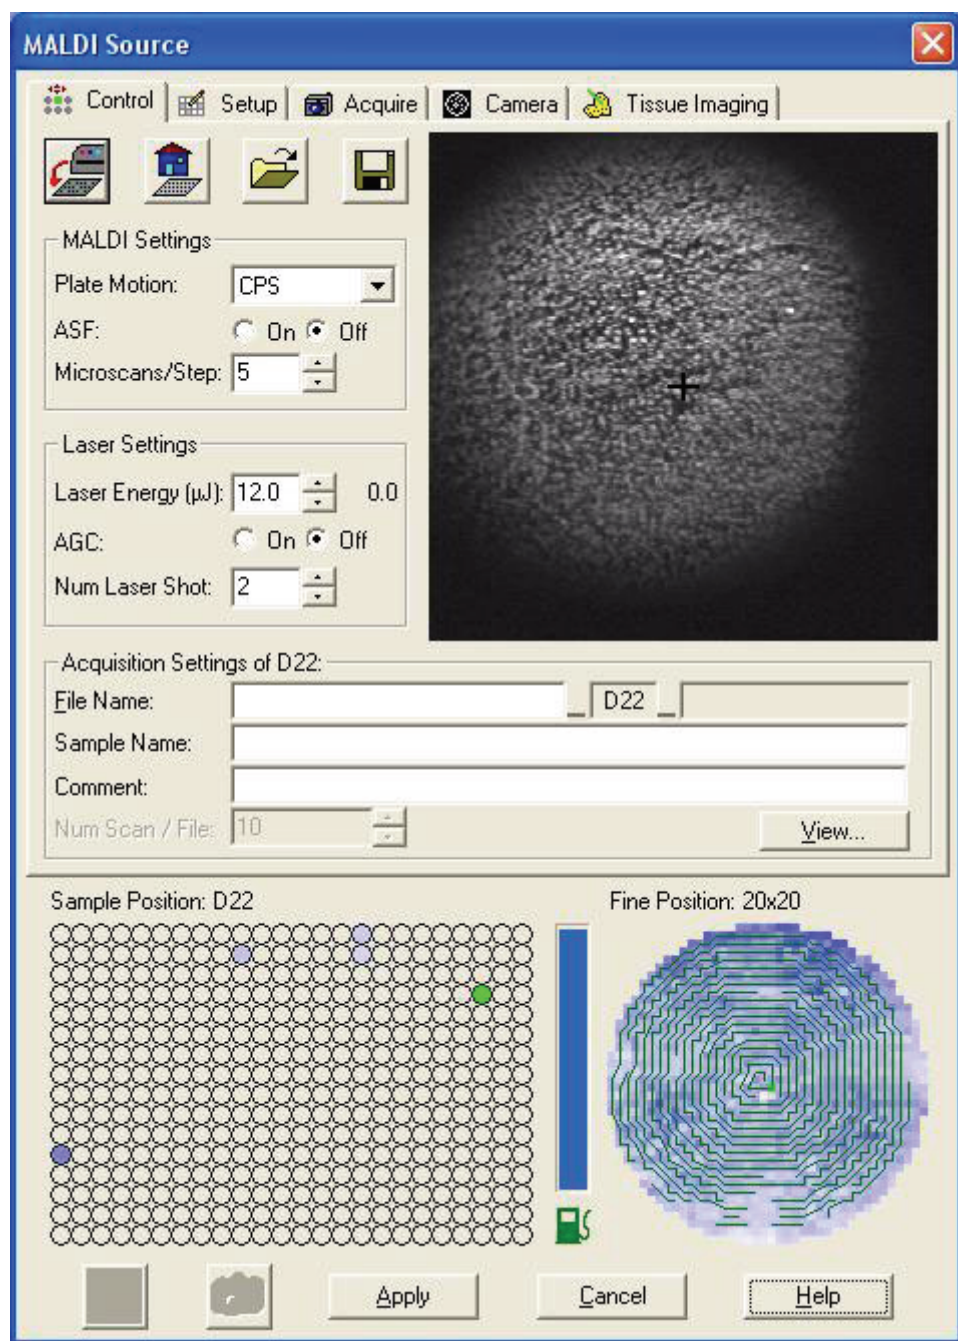 MALDI Source
Control Setup Acquire Camera Tissue Imaging
MALDI Settings
Plate Motion: CPS
ASF: On Off
Microscans/Step: 5
Laser Settings
Laser Energy (µJ): 12.0 0.0
AGC: On Off
Num Laser Shot: 2
Acquisition Settings of D22:
File Name: _ D22 _
Sample Name:
Comment:
Num Scan / File: 10
View...
Sample Position: D22 Fine Position: 20x20
Apply Cancel Help